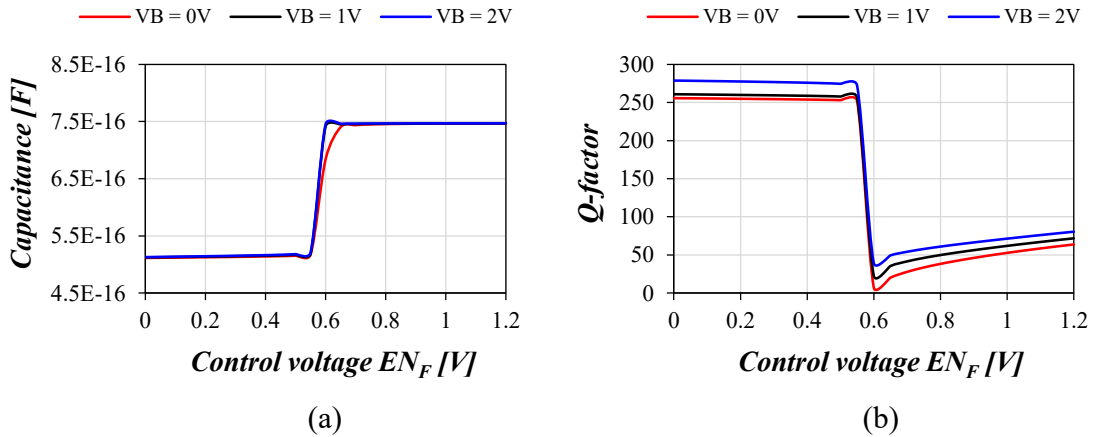 VB = 0V VB = 1V VB = 2V
8.5E-16
7.5E-16
6.5E-16
5.5E-16
4.5E-16
Capacitance [F]
0 0.2 0.4 0.6 0.8 1 1.2
Control voltage EN_F [V]
(a)
VB = 0V VB = 1V VB = 2V
300
250
200
150
100
50
0
Q-factor
0 0.2 0.4 0.6 0.8 1 1.2
Control voltage EN_F [V]
(b)